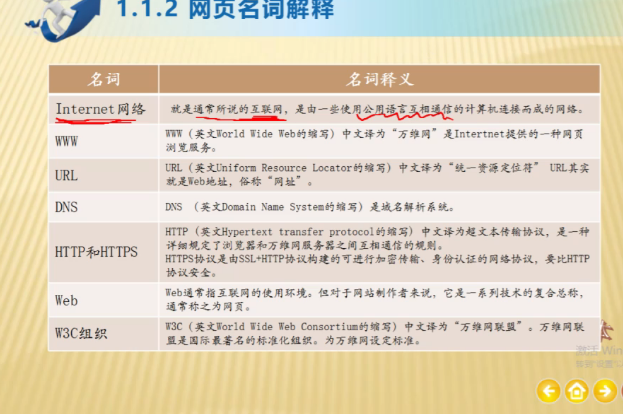 1.1.2 网页名词解释
名词 名词释义
Internet网络 就是通常所说的互联网，是由一些使用公用语言互相通信的计算机连接而成的网络。
WWW WWW（英文World Wide Web的缩写）中文译为“万维网”是Intertnet提供的一种网页
浏览服务。
URL URL（英文Uniform Resource Locator的缩写）中文译为“统一资源定位符” URL其实
就是Web地址，俗称“网址”。
DNS DNS （英文Domain Name System的缩写）是域名解析系统。
HTTP和HTTPS HTTP（英文Hypertext transfer protocol的缩写）中文译为超文本传输协议，是一种
详细规定了浏览器和万维网服务器之间互相通信的规则。
HTTPS协议是由SSL+HTTP协议构建的可进行加密传输、身份认证的网络协议，要比HTTP
协议安全。
Web Web通常指互联网的使用环境。但对于网站制作者来说，它是一系列技术的复合总称，
通常称之为网页。
W3C组织 W3C（英文World Wide Web Consortium的缩写）中文译为“万维网联盟”。万维网联
盟是国际最著名的标准化组织。为万维网设定标准。
激活 Win